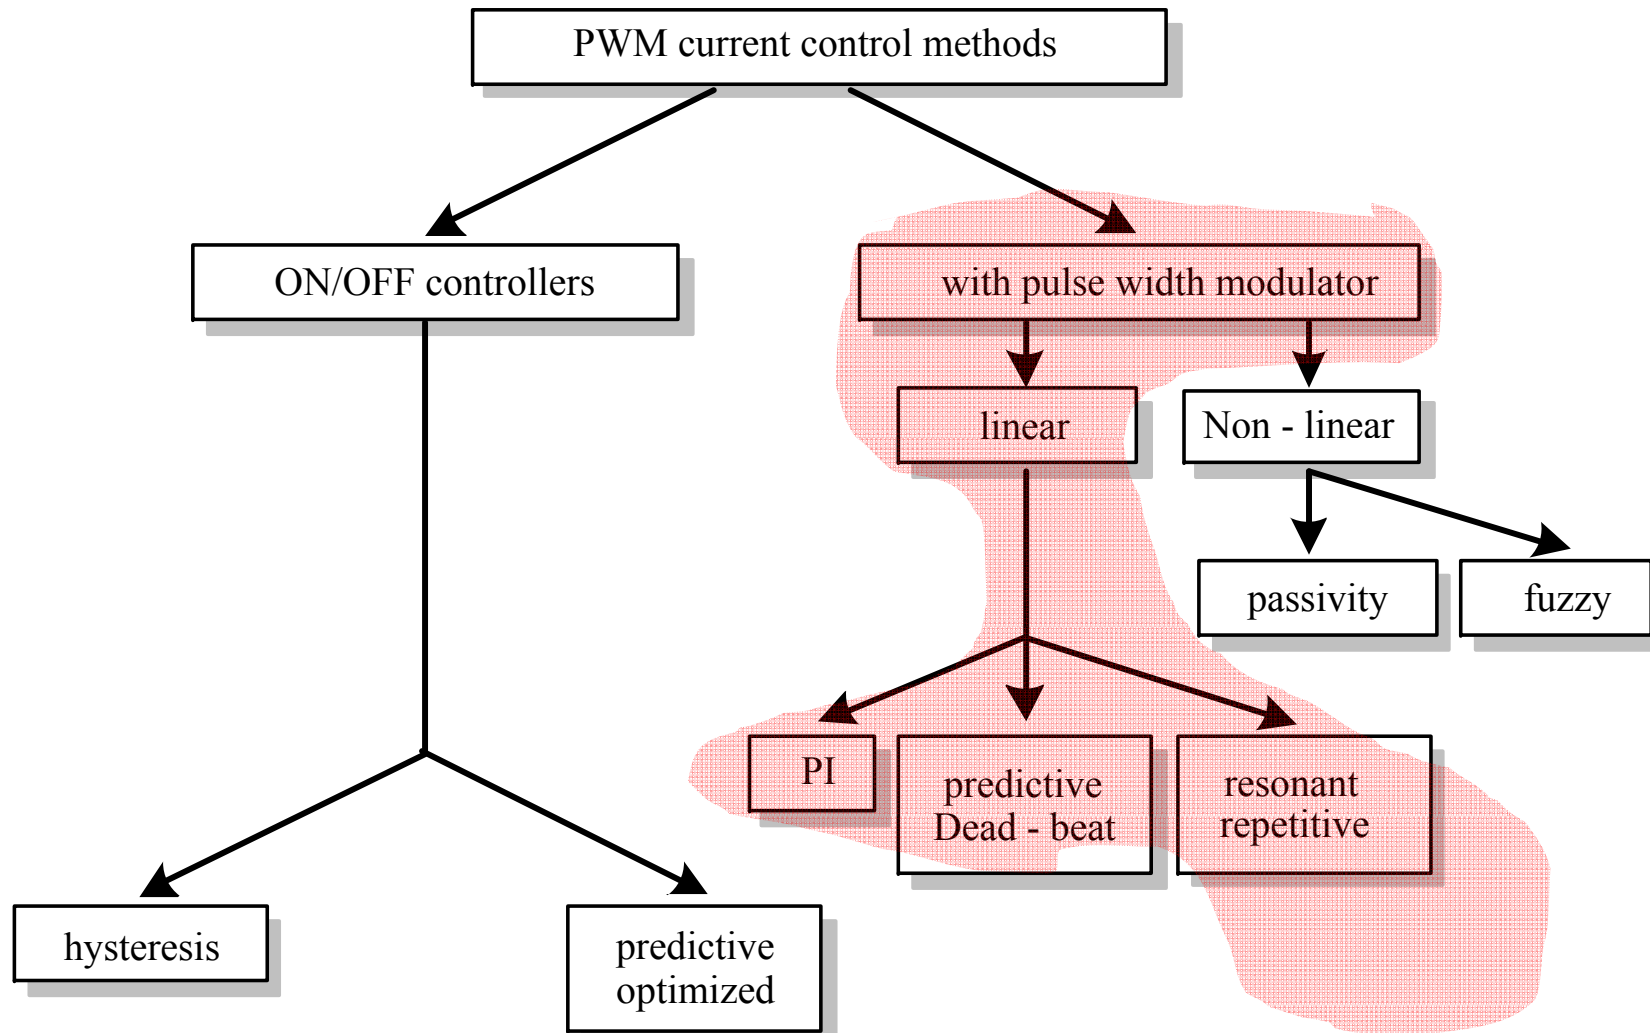 PWM current control methods
ON/OFF controllers
with pulse width modulator
linear
Non - linear
passivity
fuzzy
PI
predictive
Dead - beat
resonant
repetitive
hysteresis
predictive
optimized